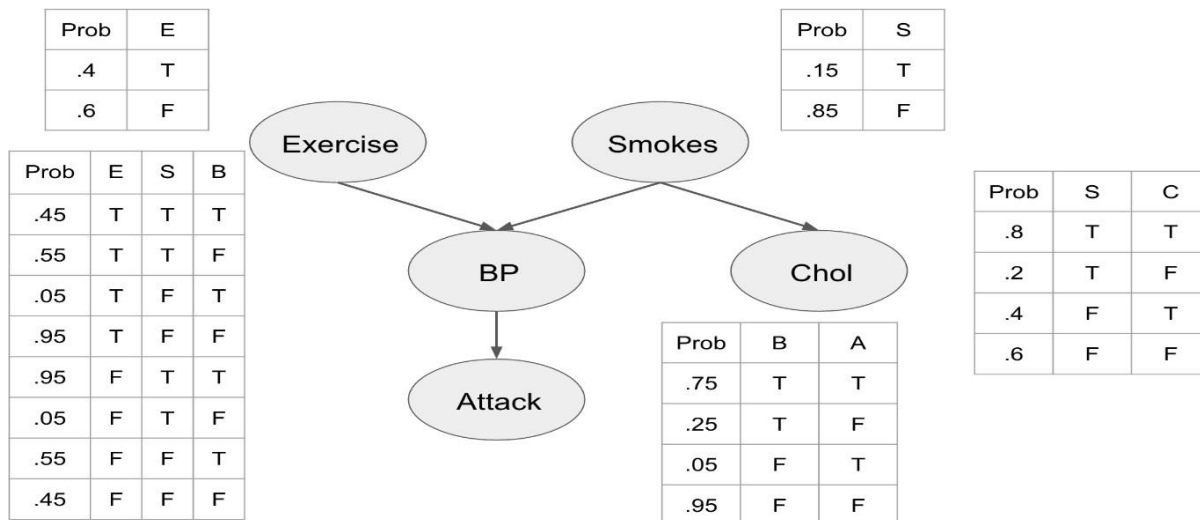 Prob E
.4 T
.6 F
Prob S
.15 T
.85 F
Exercise
Smokes
Prob E S B
.45 T T T
.55 T T F
.05 T F T
.95 T F F
.95 F T T
.05 F T F
.55 F F T
.45 F F F
BP
Chol
Prob S C
.8 T T
.2 T F
.4 F T
.6 F F
Attack
Prob B A
.75 T T
.25 T F
.05 F T
.95 F F